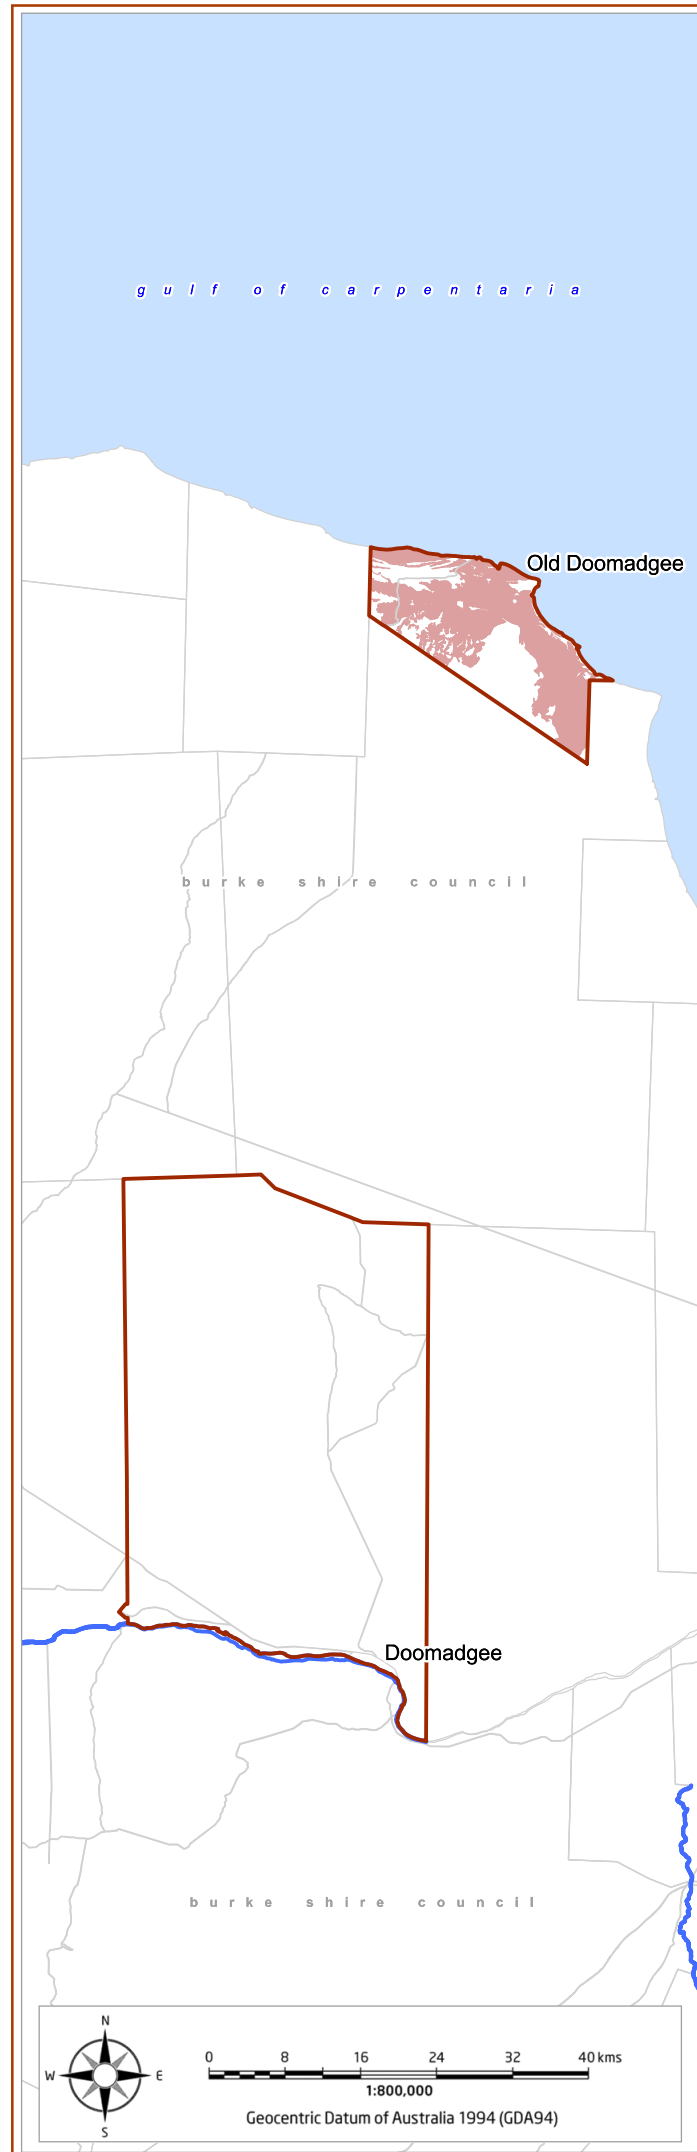 gulf of carpentaria
Old Doomadgee
burke shire council
Doomadgee
burke shire council
N
W E
S
0 8 16 24 32 40 kms
1:800,000
Geocentric Datum of Australia 1994 (GDA94)